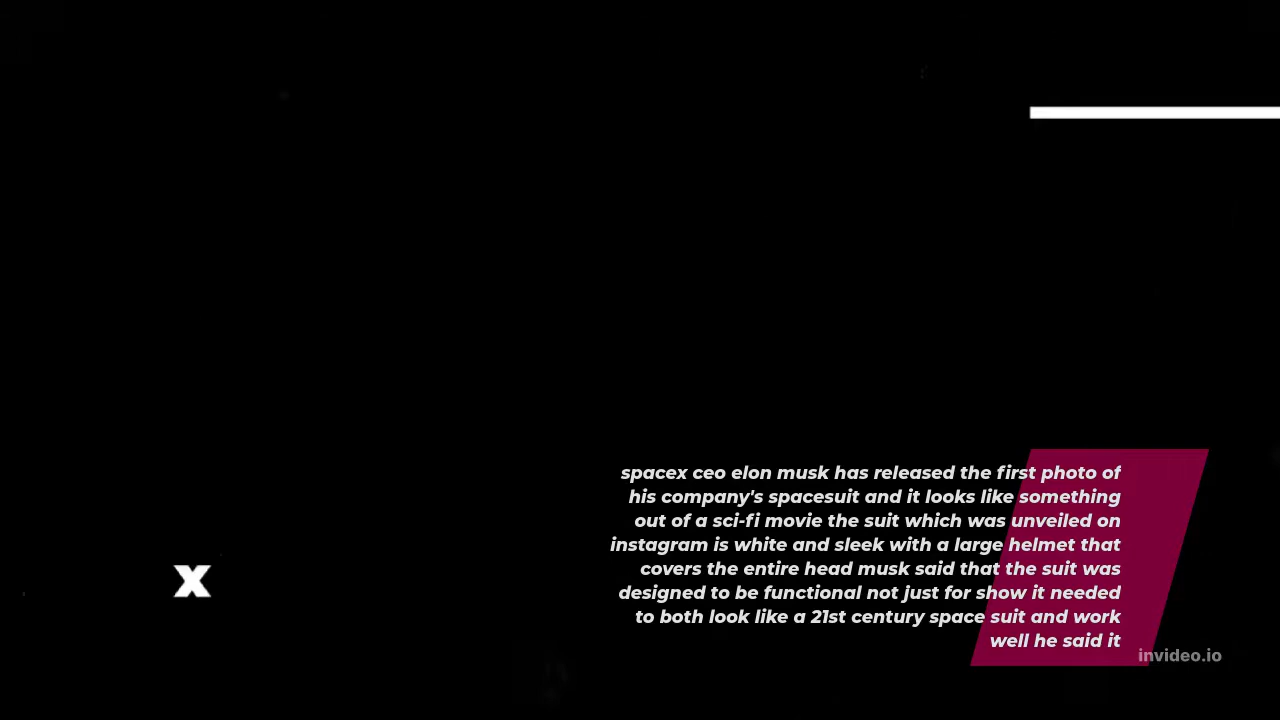 spacex ceo elon musk has released the first photo of
his company's spacesuit and it looks like something
out of a sci-fi movie the suit which was unveiled on
instagram is white and sleek with a large helmet that
covers the entire head musk said that the suit was
designed to be functional not just for show it needed
to both look like a 21st century space suit and work
well he said it
X
invideo.io